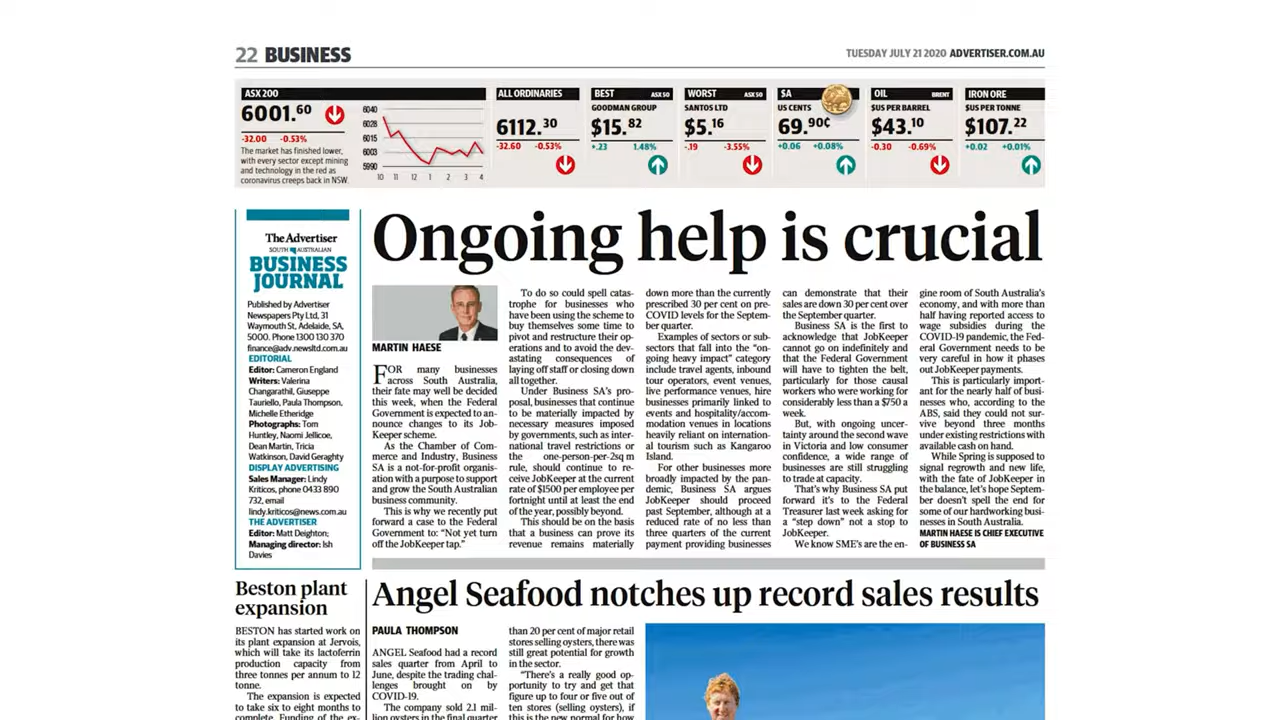 22 BUSINESS
TUESDAY JULY 21 2020 ADVERTISER.COM.AU
ASX 200
6001.60
-32.00 -0.53%
The market has finished lower,
with every sector except mining
and technology in the red as
coronavirus creeps back in NSW.
6040
6028
6015
6003
5990
10 11 12 1 2 3 4
ALL ORDINARIES
6112.30
-32.60 -0.53%
BEST ASX 50
GOODMAN GROUP
$15.82
+.23 1.48%
WORST ASX 50
SANTOS LTD
$5.16
-.19 -3.55%
$A
US CENTS
69.90¢
+0.06 +0.08%
OIL BRENT
$US PER BARREL
$43.10
-0.30 -0.69%
IRON ORE
$US PER TONNE
$107.22
+0.02 +0.01%
The Advertiser
SOUTH AUSTRALIAN
BUSINESS
JOURNAL
Published by Advertiser
Newspapers Pty Ltd, 31
Waymouth St, Adelaide, SA,
5000. Phone 1300 130 370
finance@adv.newsltd.com.au
EDITORIAL
Editor: Cameron England
Writers: Valerina
Changarathil, Giuseppe
Tauriello, Paula Thompson,
Michelle Etheridge
Photographs: Tom
Huntley, Naomi Jellicoe,
Dean Martin, Tricia
Watkinson, David Geraghty
DISPLAY ADVERTISING
Sales Manager: Lindy
Kriticos, phone 0433 890
732, email
lindy.kriticos@news.com.au
THE ADVERTISER
Editor: Matt Deighton;
Managing director: Ish
Davies
Ongoing help is crucial
MARTIN HAESE
FOR many businesses
across South Australia,
their fate may well be decided
this week, when the Federal
Government is expected to an-
nounce changes to its Job-
Keeper scheme.
As the Chamber of Com-
merce and Industry, Business
SA is a not-for-profit organis-
ation with a purpose to support
and grow the South Australian
business community.
This is why we recently put
forward a case to the Federal
Government to: “Not yet turn
off the JobKeeper tap.”
To do so could spell catas-
trophe for businesses who
have been using the scheme to
buy themselves some time to
pivot and restructure their op-
erations and to avoid the dev-
astating consequences of
laying off staff or closing down
all together.
Under Business SA’s pro-
posal, businesses that continue
to be materially impacted by
necessary measures imposed
by governments, such as inter-
national travel restrictions or
the one-person-per-2sq m
rule, should continue to re-
ceive JobKeeper at the current
rate of $1500 per employee per
fortnight until at least the end
of the year, possibly beyond.
This should be on the basis
that a business can prove its
revenue remains materially
down more than the currently
prescribed 30 per cent on pre-
COVID levels for the Septem-
ber quarter.
Examples of sectors or sub-
sectors that fall into the “on-
going heavy impact” category
include travel agents, inbound
tour operators, event venues,
live performance venues, hire
businesses primarily linked to
events and hospitality/accom-
modation venues in locations
heavily reliant on internation-
al tourism such as Kangaroo
Island.
For other businesses more
broadly impacted by the pan-
demic, Business SA argues
JobKeeper should proceed
past September, although at a
reduced rate of no less than
three quarters of the current
payment providing businesses
can demonstrate that their
sales are down 30 per cent over
the September quarter.
Business SA is the first to
acknowledge that JobKeeper
cannot go on indefinitely and
that the Federal Government
will have to tighten the belt,
particularly for those casual
workers who were working for
considerably less than a $750 a
week.
But, with ongoing uncer-
tainty around the second wave
in Victoria and low consumer
confidence, a wide range of
businesses are still struggling
to trade at capacity.
That’s why Business SA put
forward it’s to the Federal
Treasurer last week asking for
a “step down” not a stop to
JobKeeper.
We know SME’s are the en-
gine room of South Australia’s
economy, and with more than
half having reported access to
wage subsidies during the
COVID-19 pandemic, the Fed-
eral Government needs to be
very careful in how it phases
out JobKeeper payments.
This is particularly import-
ant for the nearly half of busi-
nesses who, according to the
ABS, said they could not sur-
vive beyond three months
under existing restrictions with
available cash on hand.
While Spring is supposed to
signal regrowth and new life,
with the fate of JobKeeper in
the balance, let’s hope Septem-
ber doesn’t spell the end for
some of our hardworking busi-
nesses in South Australia.
MARTIN HAESE IS CHIEF EXECUTIVE
OF BUSINESS SA
Beston plant
expansion
BESTON has started work on
its plant expansion at Jervois,
which will take its lactoferrin
production capacity from
three tonnes per annum to 12
tonne.
The expansion is expected
to take six to eight months to
complete. Funding of the ex-
Angel Seafood notches up record sales results
PAULA THOMPSON
ANGEL Seafood had a record
sales quarter from April to
June, despite the trading chal-
lenges brought on by
COVID-19.
The company sold 2.1 mil-
lion oysters in the final quarter
than 20 per cent of major retail
stores selling oysters, there was
still great potential for growth
in the sector.
“There’s a really good op-
portunity to try and get that
figure up to four or five out of
ten stores (selling oysters), if
this is the new normal for how